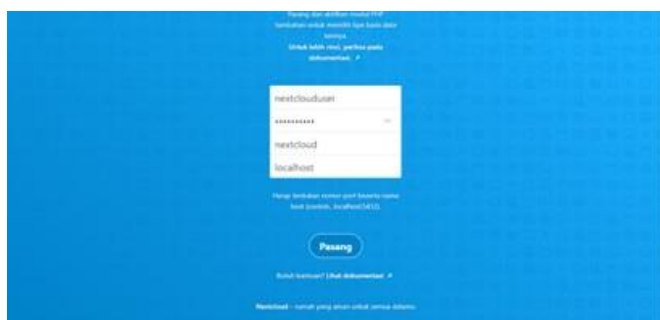 Pasang dan aktifkan modul PHP
tambahan untuk memilih tipe basis data
lainnya.
Untuk lebih rinci, periksa pada
dokumentasi. ↗
nextclouduser
••••••••••
nextcloud
localhost
Harap tentukan nomor port beserta nama
host (contoh, localhost:5432).
Pasang
Butuh bantuan? Lihat dokumentasi ↗
Nextcloud – rumah yang aman untuk semua datamu